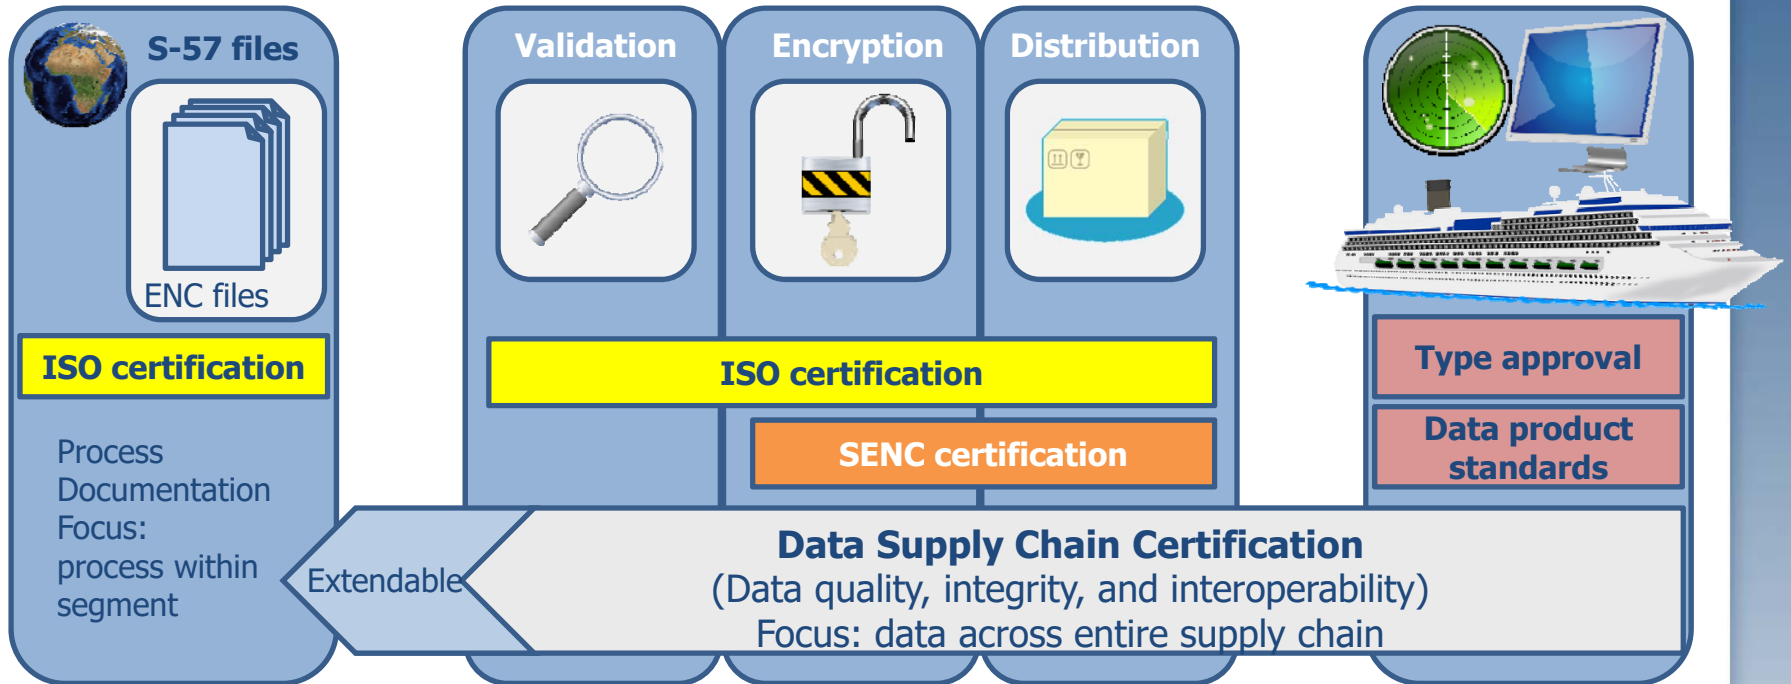 S-57 files
ENC files
ISO certification
Process
Documentation
Focus:
process within
segment
Validation
Encryption
Distribution
ISO certification
SENC certification
Type approval
Data product
standards
Extendable
Data Supply Chain Certification
(Data quality, integrity, and interoperability)
Focus: data across entire supply chain